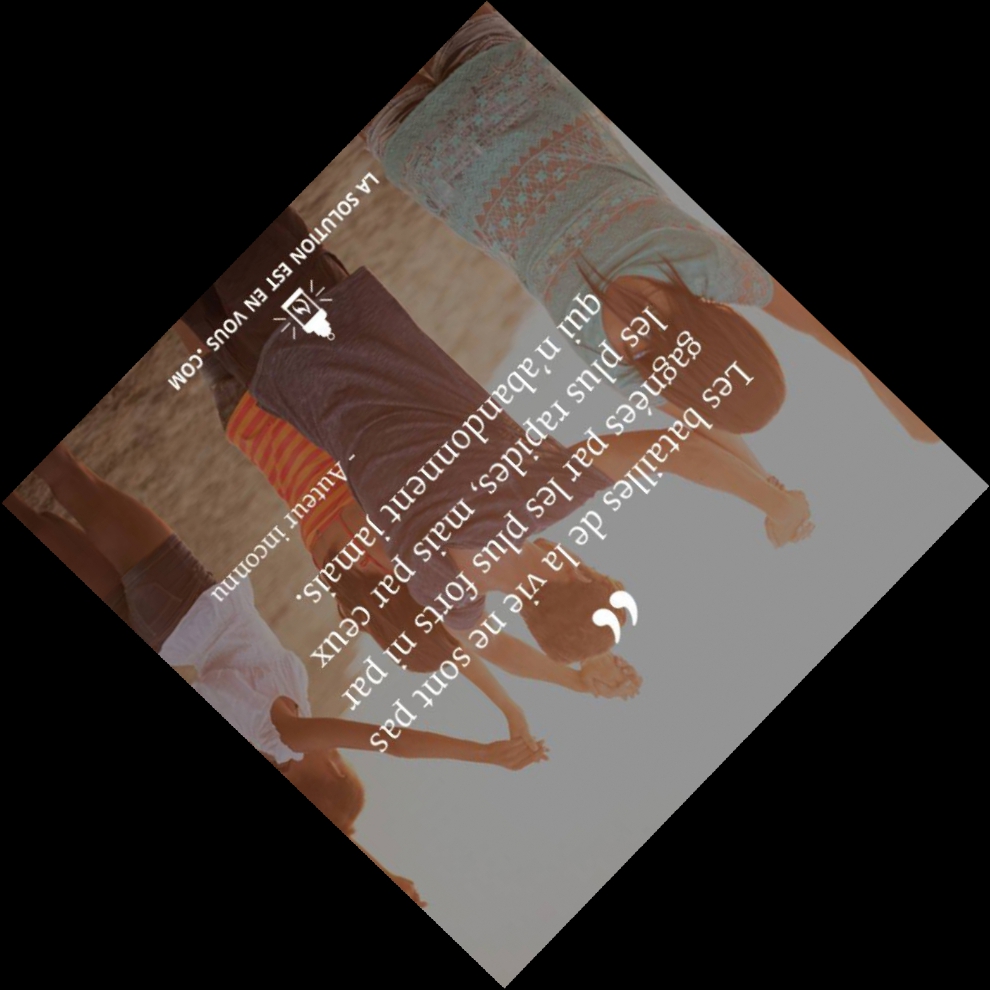 ”
Les batailles de la vie ne sont pas
gagnées par les plus forts ni par
les plus rapides, mais par ceux
qui n'abandonnent jamais.
- Auteur inconnu
LA SOLUTION EST EN VOUS .COM